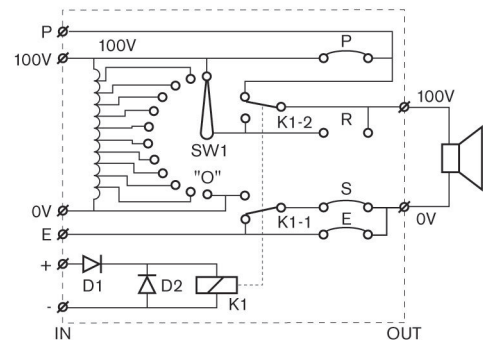 P
100V
100V
P
100V
K1-2
R
SW1
"O"
S
0V
K1-1
E
0V
E
+
D1
D2
K1
-
IN
OUT